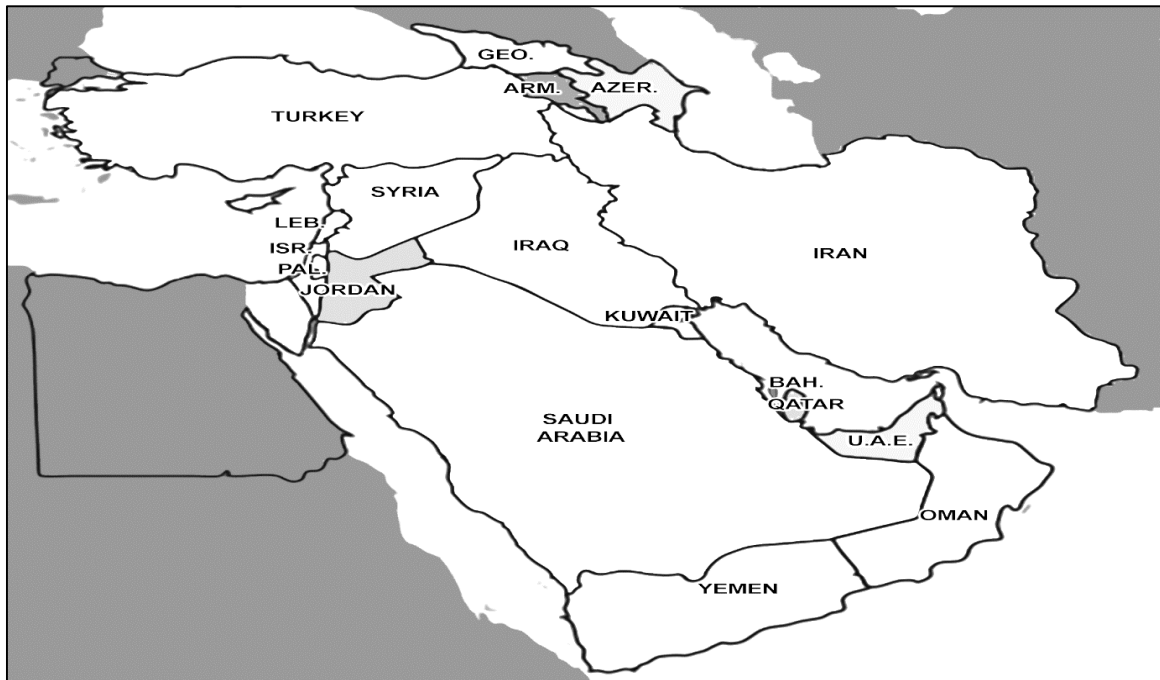 GEO.
ARM.
AZER.
TURKEY
SYRIA
LEB.
ISR.
IRAQ
IRAN
PAL.
JORDAN
KUWAIT
BAH.
QATAR
SAUDI
ARABIA
U.A.E.
OMAN
YEMEN